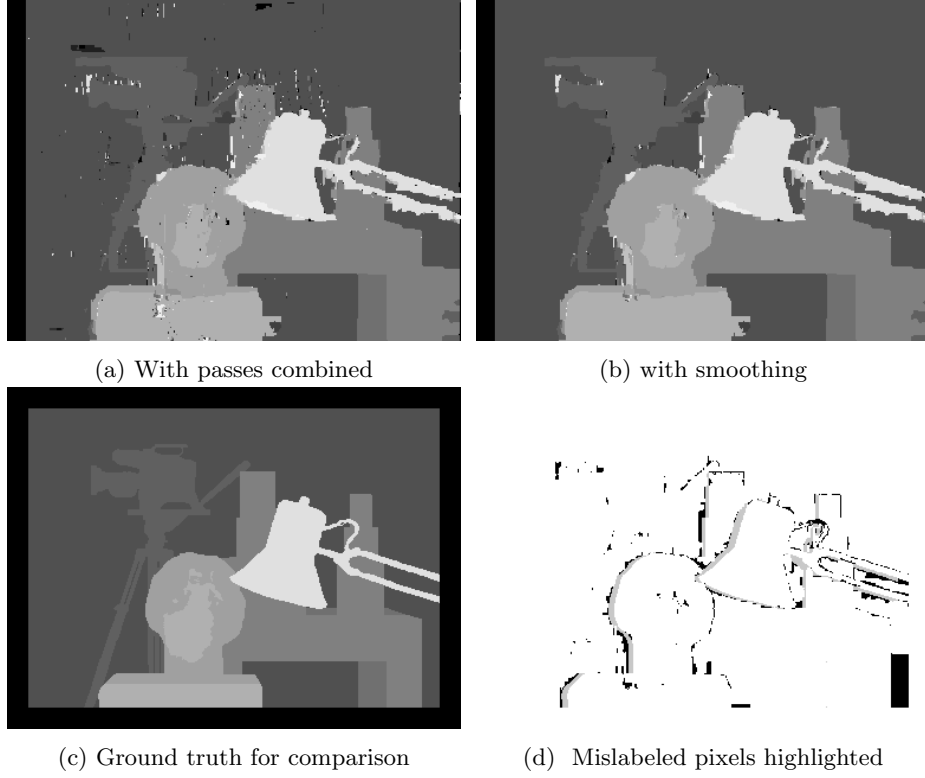 (a) With passes combined
(b) with smoothing
(c) Ground truth for comparison
(d) Mislabeled pixels highlighted